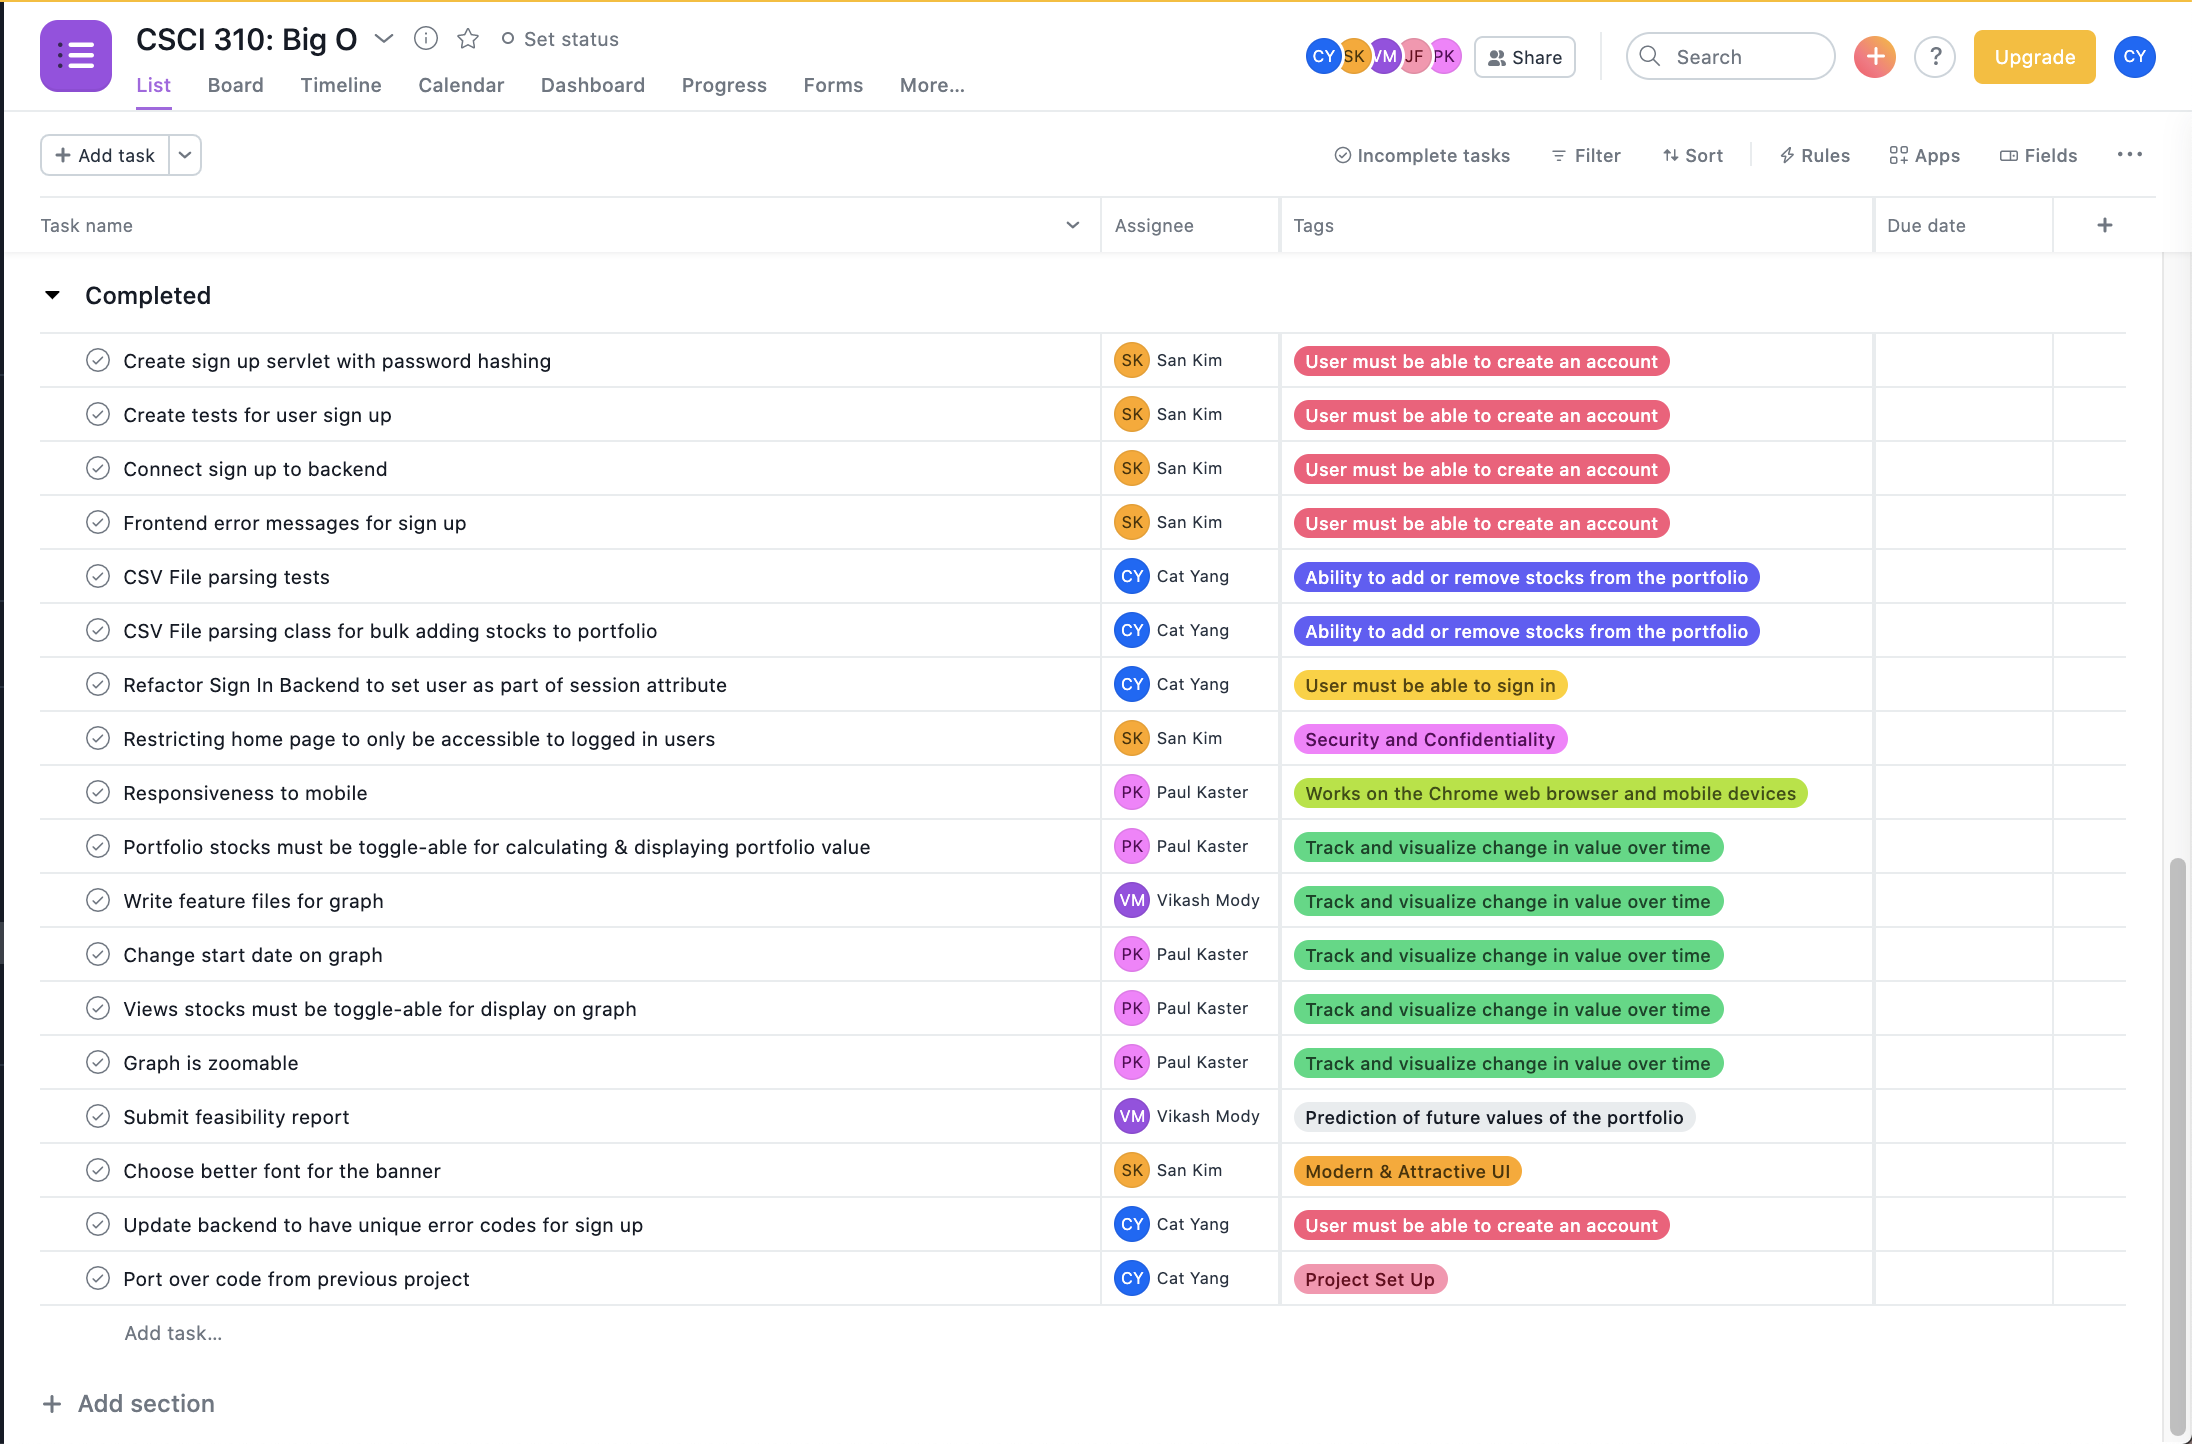 CSCI 310: Big O
Set status
List Board Timeline Calendar Dashboard Progress Forms More...
CY SK VM JF PK Share Search ? Upgrade CY
Add task
Incomplete tasks Filter Sort Rules Apps Fields
Task name Assignee Tags Due date
Completed
Create sign up servlet with password hashing SK San Kim User must be able to create an account
Create tests for user sign up SK San Kim User must be able to create an account
Connect sign up to backend SK San Kim User must be able to create an account
Frontend error messages for sign up SK San Kim User must be able to create an account
CSV File parsing tests CY Cat Yang Ability to add or remove stocks from the portfolio
CSV File parsing class for bulk adding stocks to portfolio CY Cat Yang Ability to add or remove stocks from the portfolio
Refactor Sign In Backend to set user as part of session attribute CY Cat Yang User must be able to sign in
Restricting home page to only be accessible to logged in users SK San Kim Security and Confidentiality
Responsiveness to mobile PK Paul Kaster Works on the Chrome web browser and mobile devices
Portfolio stocks must be toggle-able for calculating & displaying portfolio value PK Paul Kaster Track and visualize change in value over time
Write feature files for graph VM Vikash Mody Track and visualize change in value over time
Change start date on graph PK Paul Kaster Track and visualize change in value over time
Views stocks must be toggle-able for display on graph PK Paul Kaster Track and visualize change in value over time
Graph is zoomable PK Paul Kaster Track and visualize change in value over time
Submit feasibility report VM Vikash Mody Prediction of future values of the portfolio
Choose better font for the banner SK San Kim Modern & Attractive UI
Update backend to have unique error codes for sign up CY Cat Yang User must be able to create an account
Port over code from previous project CY Cat Yang Project Set Up
Add task...
Add section